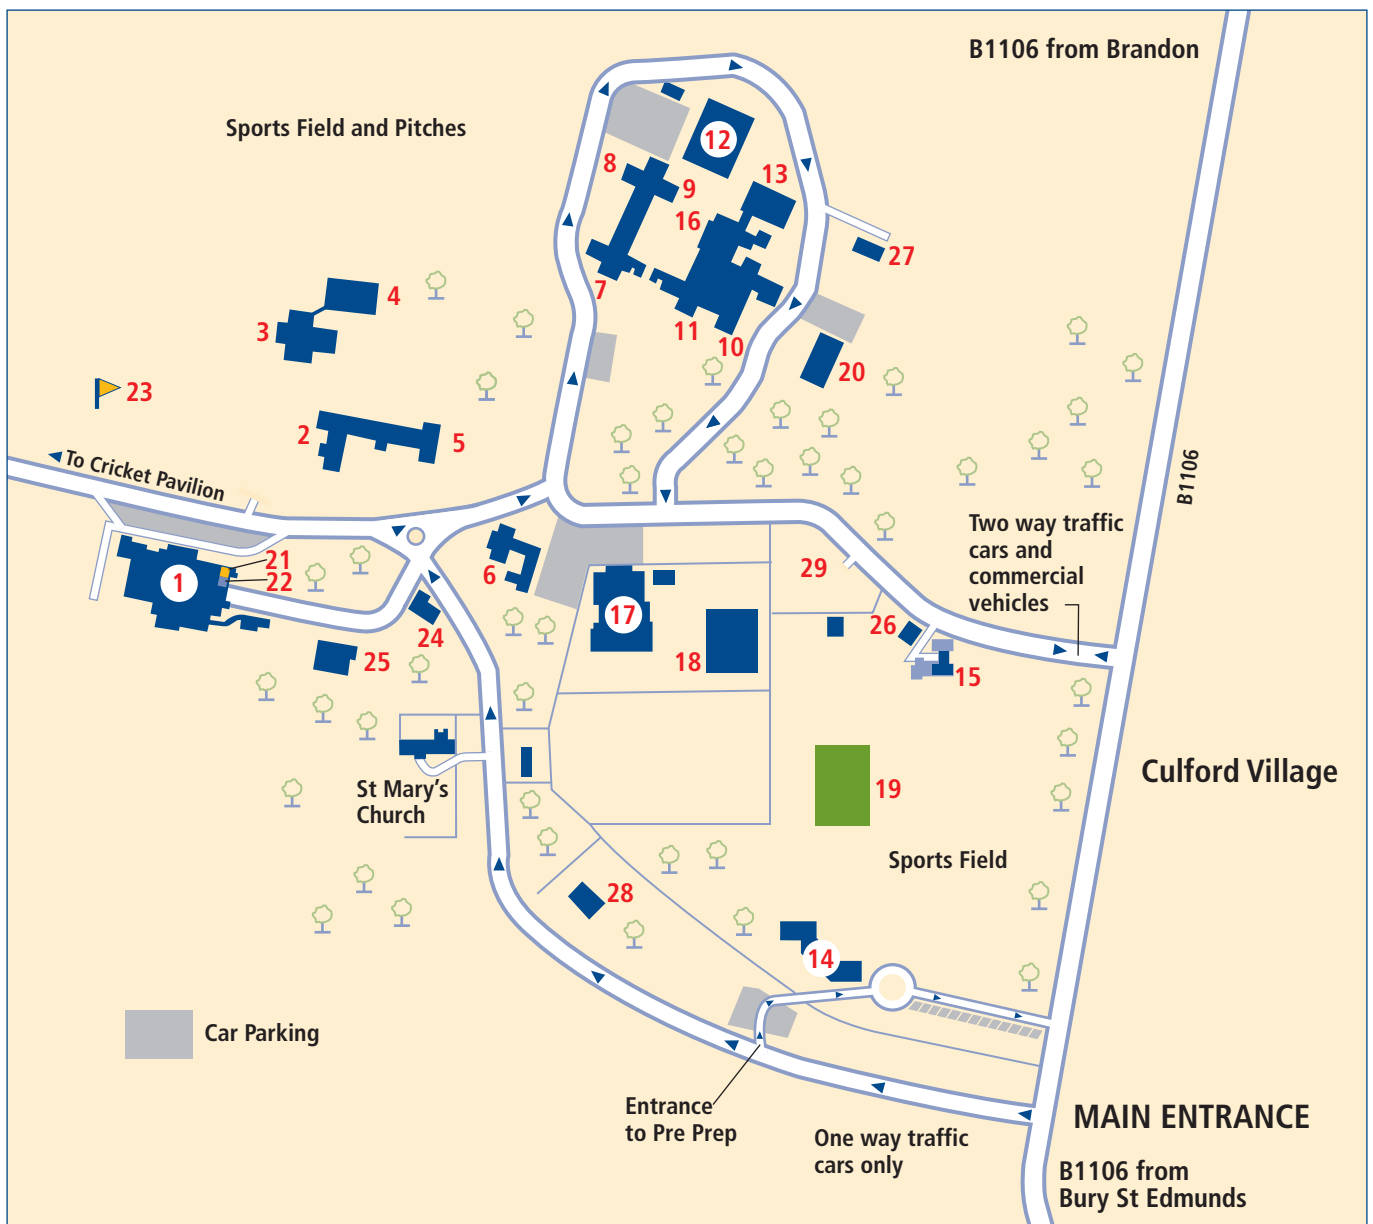 B1106 from Brandon
Sports Field and Pitches
12
8
13
9
16
27
7
4
11
3
10
20
23
2
5
To Cricket Pavilion
B1106
Two way traffic
cars and
commercial
vehicles
21
22
1
6
29
17
24
26
25
18
15
St Mary's
Church
Culford Village
19
Sports Field
28
14
Car Parking
Entrance
to Pre Prep
MAIN ENTRANCE
One way traffic
cars only
B1106 from
Bury St Edmunds